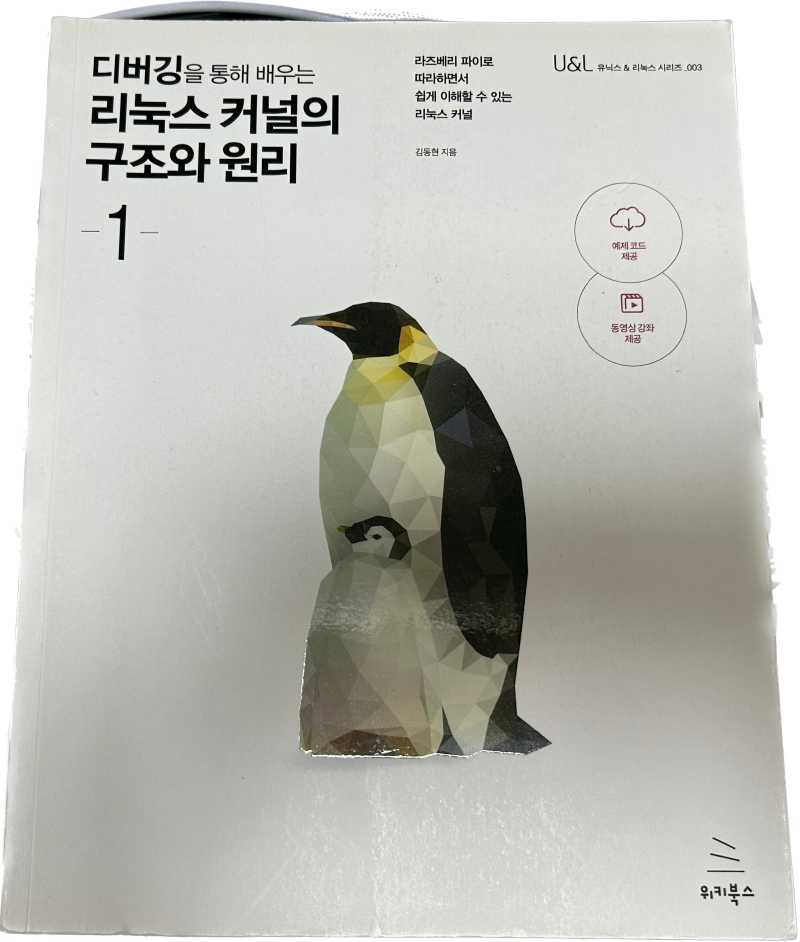 디버깅을 통해 배우는
리눅스 커널의
구조와 원리
1
라즈베리 파이로
따라하면서
쉽게 이해할 수 있는
리눅스 커널
김동현 지음
U&L 유닉스 & 리눅스 시리즈_003
예제 코드
제공
동영상 강좌
제공
위키북스